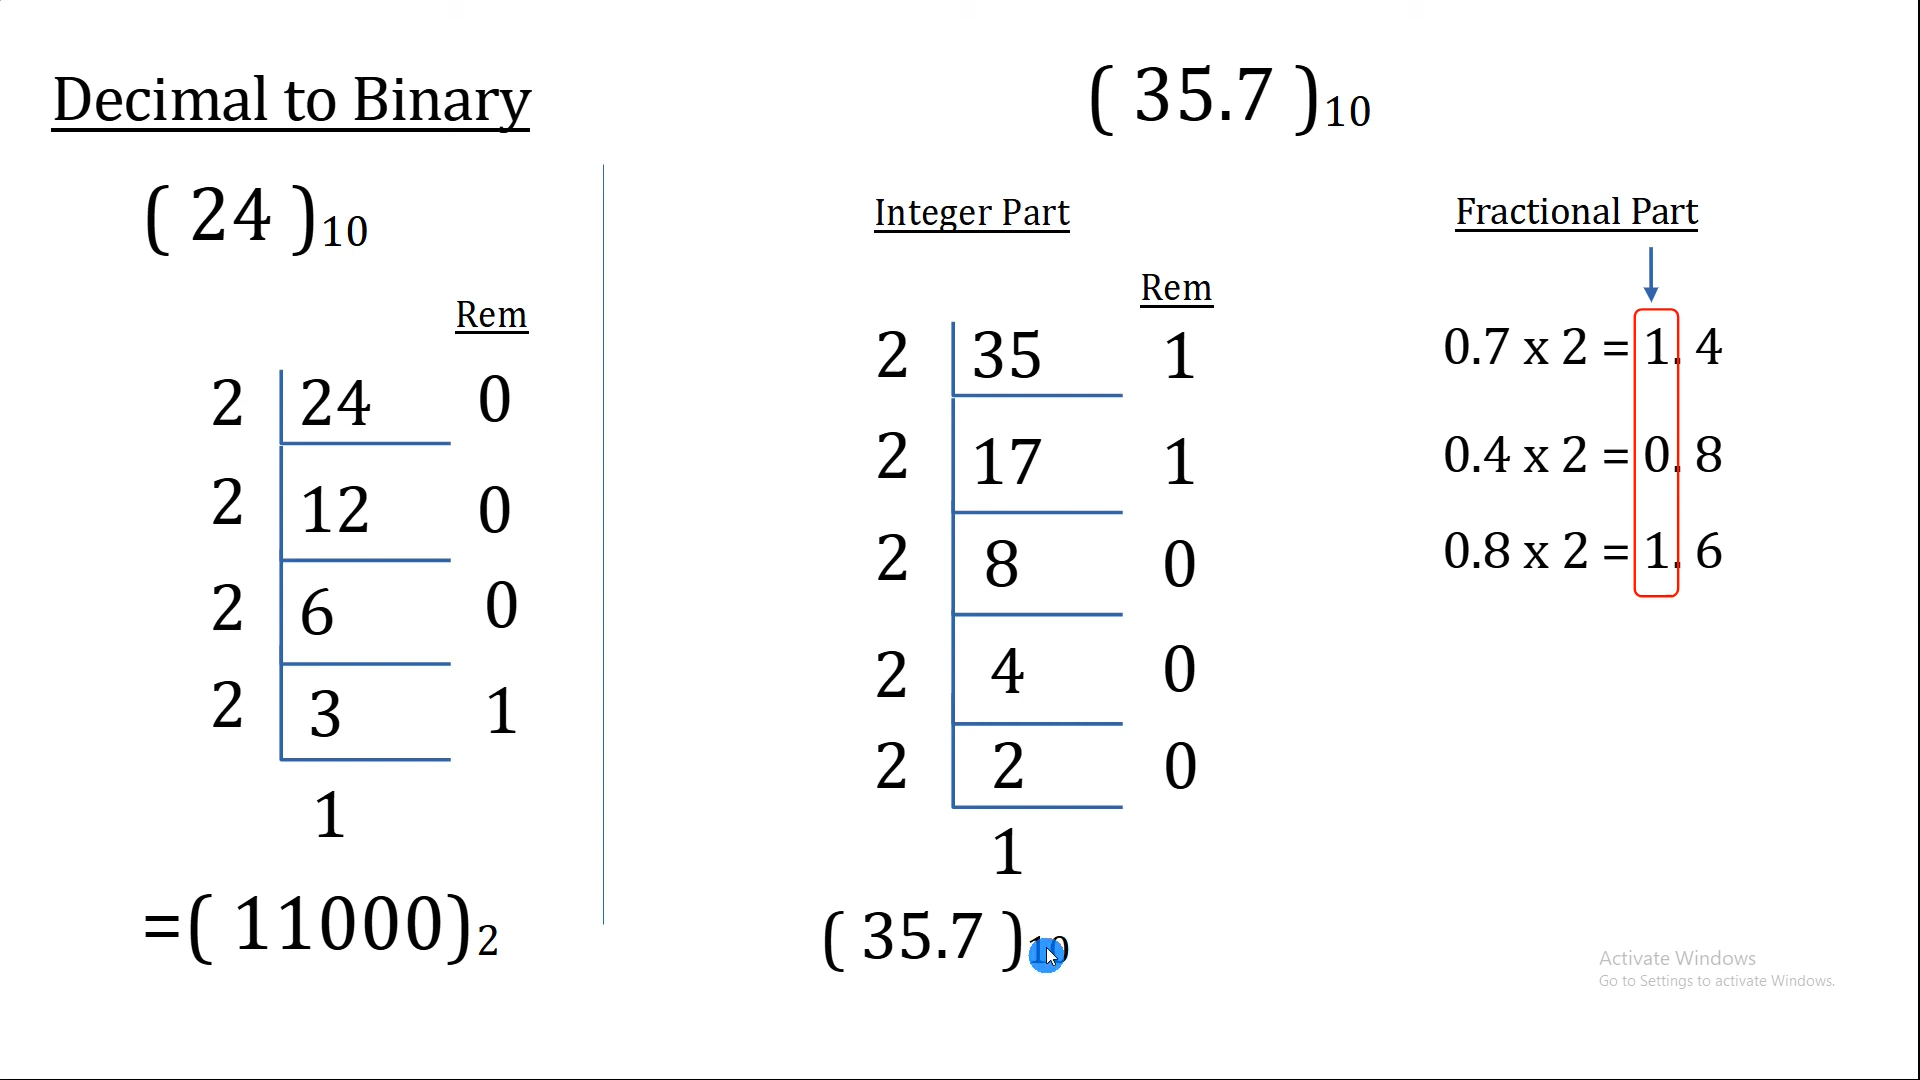 Decimal to Binary
( 24 )10
Rem
2 24 0
2 12 0
2 6 0
2 3 1
1
=( 11000)2
( 35.7 )10
Integer Part
Rem
2 35 1
2 17 1
2 8 0
2 4 0
2 2 0
1
( 35.7 )10
Fractional Part
0.7 x 2 = 1. 4
0.4 x 2 = 0. 8
0.8 x 2 = 1. 6
Activate Windows
Go to Settings to activate Windows.